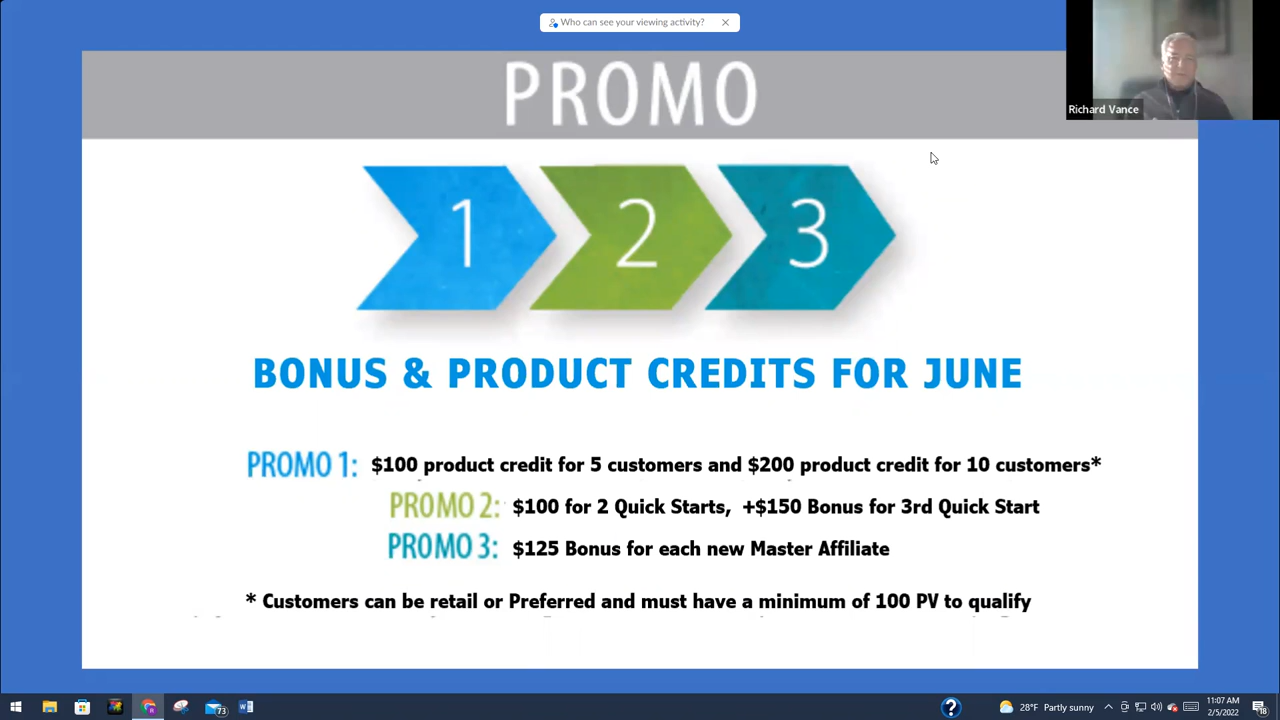 Who can see your viewing activity?
PROMO
Richard Vance
1 2 3
BONUS & PRODUCT CREDITS FOR JUNE
PROMO 1: $100 product credit for 5 customers and $200 product credit for 10 customers*
PROMO 2: $100 for 2 Quick Starts, +$150 Bonus for 3rd Quick Start
PROMO 3: $125 Bonus for each new Master Affiliate
* Customers can be retail or Preferred and must have a minimum of 100 PV to qualify
73
28°F Partly sunny
11:07 AM
2/5/2022
18